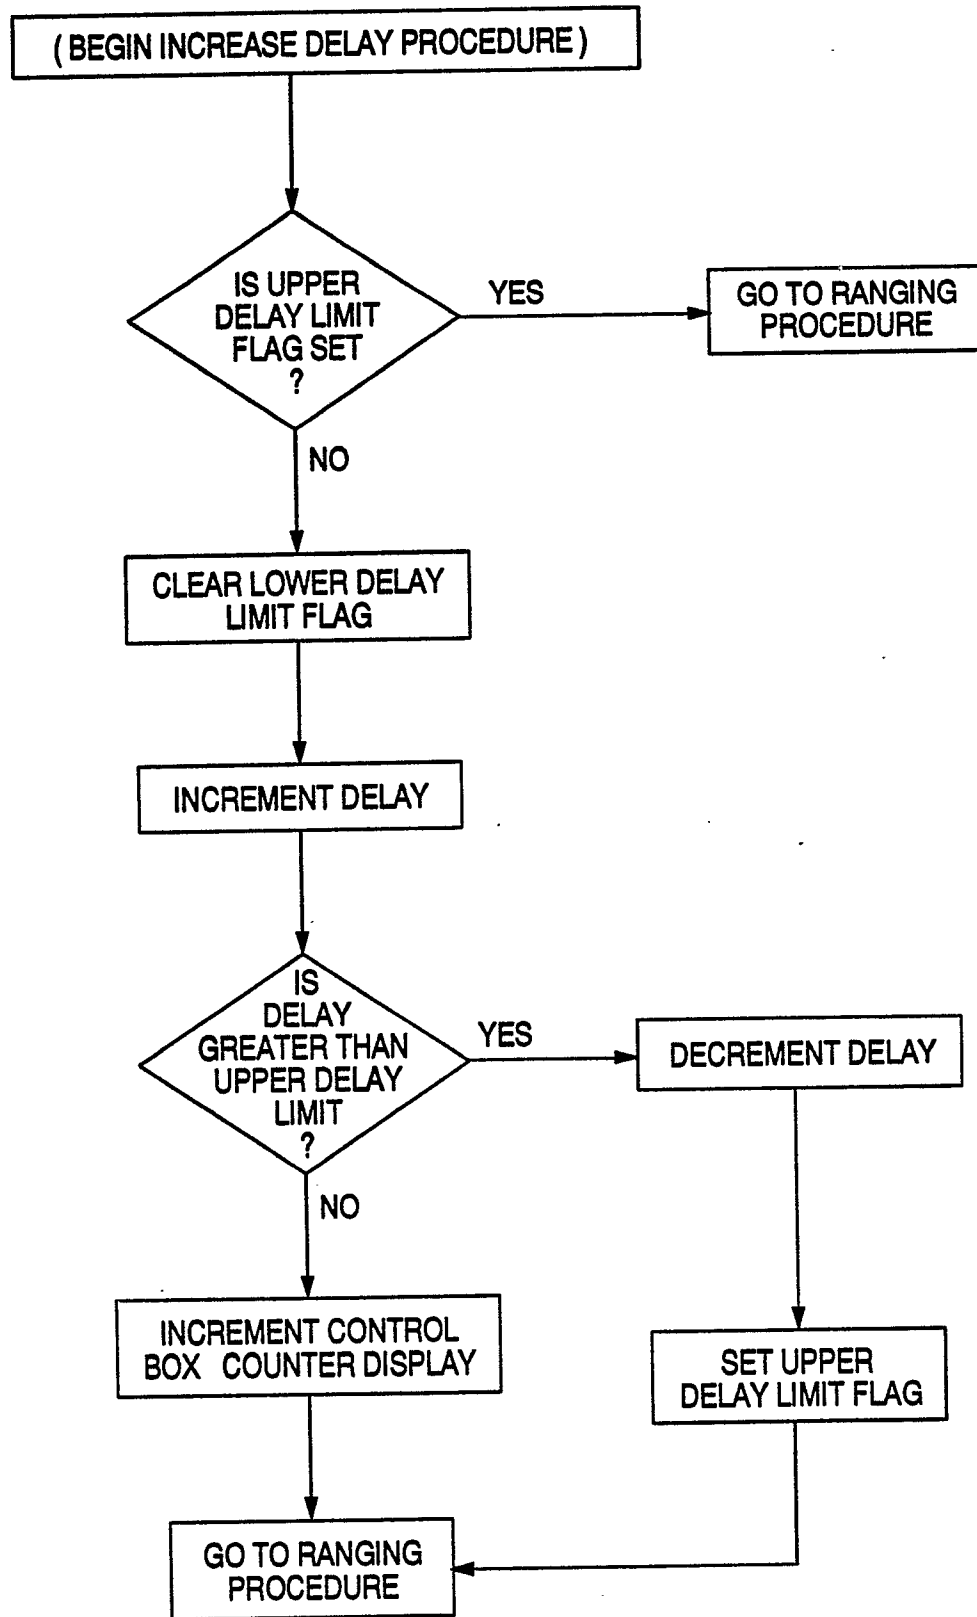 ( BEGIN INCREASE DELAY PROCEDURE )
IS UPPER
DELAY LIMIT
FLAG SET
?
YES
GO TO RANGING
PROCEDURE
NO
CLEAR LOWER DELAY
LIMIT FLAG
INCREMENT DELAY
IS
DELAY
GREATER THAN
UPPER DELAY
LIMIT
?
YES
DECREMENT DELAY
NO
INCREMENT CONTROL
BOX COUNTER DISPLAY
SET UPPER
DELAY LIMIT FLAG
GO TO RANGING
PROCEDURE